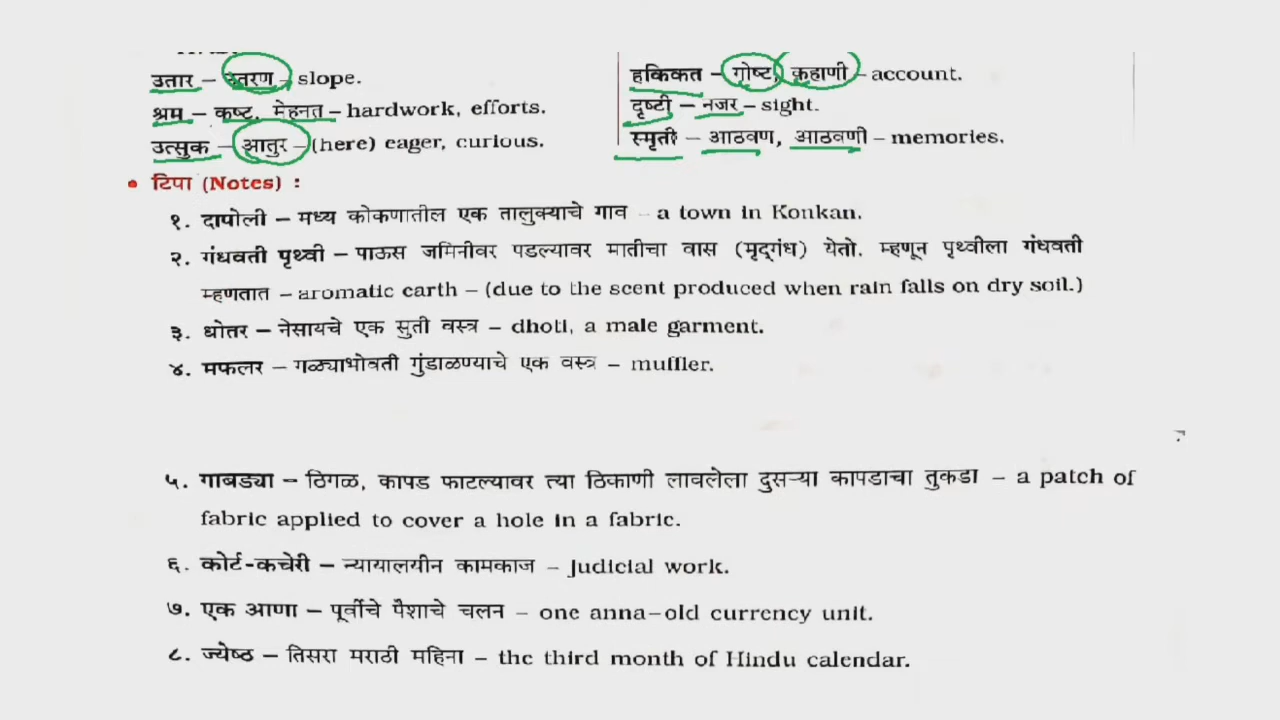 उतार – उतरण – slope.
श्रम – कष्ट, मेहनत – hardwork, efforts.
उत्सुक – आतुर – (here) eager, curious.
हकिकत – गोष्ट, कहाणी – account.
दृष्टी – नजर – sight.
स्मृती – आठवण, आठवणी – memories.
• टिपा (Notes) :
१. दापोली – मध्य कोकणातील एक तालुक्याचे गाव – a town in Konkan.
२. गंधवती पृथ्वी – पाऊस जमिनीवर पडल्यावर मातीचा वास (मृद्‌गंध) येतो. म्हणून पृथ्वीला गंधवती
म्हणतात – aromatic earth – (due to the scent produced when rain falls on dry soil.)
३. धोतर – नेसायचे एक सुती वस्त्र – dhoti, a male garment.
४. मफलर – गळ्याभोवती गुंडाळण्याचे एक वस्त्र – muffler.
५. गाबड्या – ठिगळ, कापड फाटल्यावर त्या ठिकाणी लावलेला दुसऱ्या कापडाचा तुकडा – a patch of
fabric applied to cover a hole in a fabric.
६. कोर्ट-कचेरी – न्यायालयीन कामकाज – judicial work.
७. एक आणा – पूर्वीचे पैशाचे चलन – one anna–old currency unit.
८. ज्येष्ठ – तिसरा मराठी महिना – the third month of Hindu calendar.